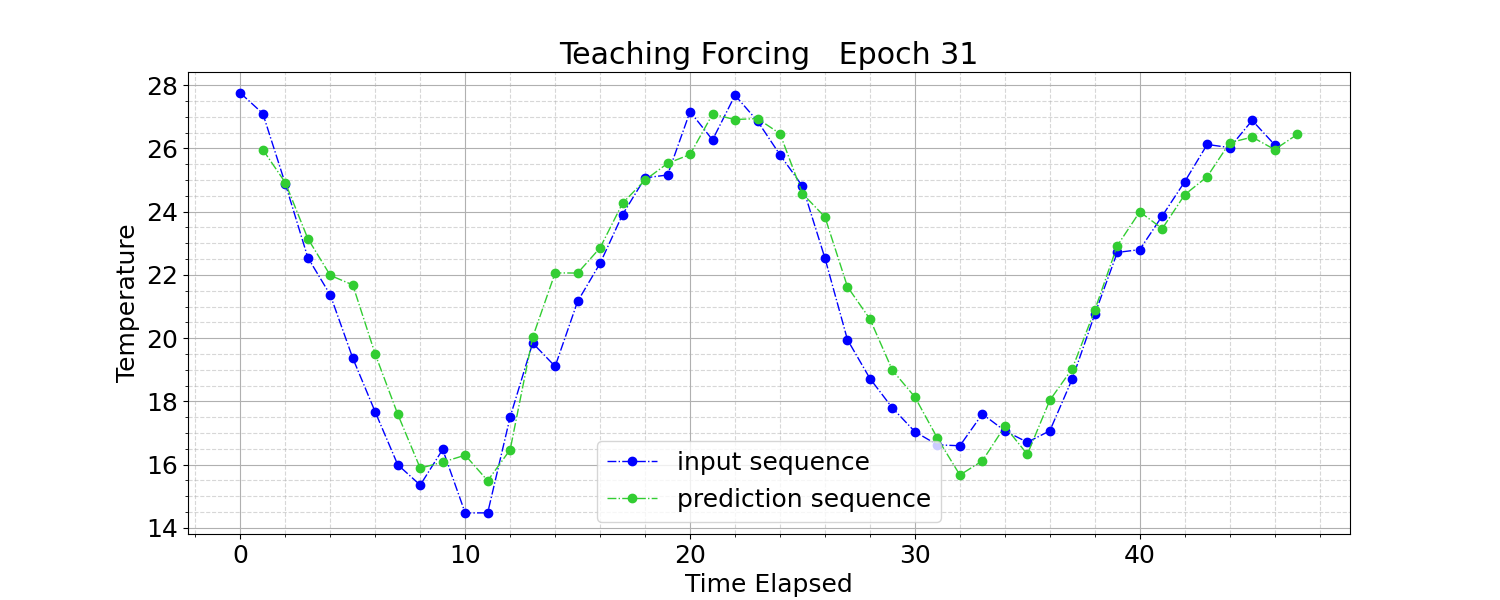 Teaching Forcing   Epoch 31
28
26
24
22
20
18
16
14
Temperature
input sequence
prediction sequence
0 10 20 30 40
Time Elapsed